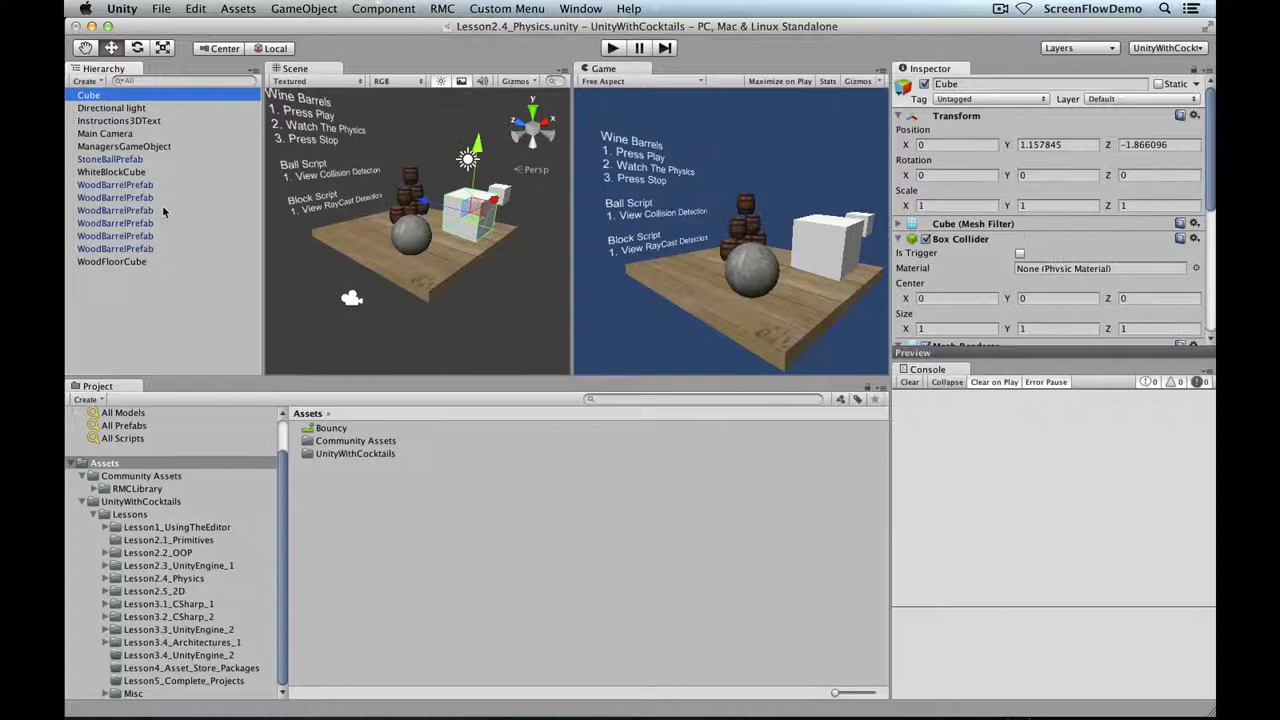 Unity File Edit Assets GameObject Component RMC Custom Menu Window Help ScreenFlowDemo
Lesson2.4_Physics.unity - UnityWithCocktails - PC, Mac & Linux Standalone
Center Local Layers UnityWithCockt
Hierarchy
Create All
Cube
Directional light
Instructions3DText
Main Camera
ManagersGameObject
StoneBallPrefab
WhiteBlockCube
WoodBarrelPrefab
WoodBarrelPrefab
WoodBarrelPrefab
WoodBarrelPrefab
WoodBarrelPrefab
WoodBarrelPrefab
WoodFloorCube
Scene
Textured RGB Gizmos
Wine Barrels
1. Press Play
2. Watch The Physics
3. Press Stop
Ball Script
1. View Collision Detection
Block Script
1. View RayCast Detection
y
z x
Persp
Game
Free Aspect Maximize on Play Stats Gizmos
Wine Barrels
1. Press Play
2. Watch The Physics
3. Press Stop
Ball Script
1. View Collision Detection
Block Script
1. View RayCast Detection
Inspector
Cube Static
Tag Untagged Layer Default
Transform
Position
X 0 Y 1.157845 Z -1.866096
Rotation
X 0 Y 0 Z 0
Scale
X 1 Y 1 Z 1
Cube (Mesh Filter)
Box Collider
Is Trigger
Material None (Physic Material)
Center
X 0 Y 0 Z 0
Size
X 1 Y 1 Z 1
Mesh Renderer
Preview
Console
Clear Collapse Clear on Play Error Pause 0 0 0
Project
Create
All Models
All Prefabs
All Scripts
Assets
Community Assets
RMCLibrary
UnityWithCocktails
Lessons
Lesson1_UsingTheEditor
Lesson2.1_Primitives
Lesson2.2_OOP
Lesson2.3_UnityEngine_1
Lesson2.4_Physics
Lesson2.5_2D
Lesson3.1_CSharp_1
Lesson3.2_CSharp_2
Lesson3.3_UnityEngine_2
Lesson3.4_Architectures_1
Lesson3.4_UnityEngine_2
Lesson4_Asset_Store_Packages
Lesson5_Complete_Projects
Misc
Assets
Bouncy
Community Assets
UnityWithCocktails